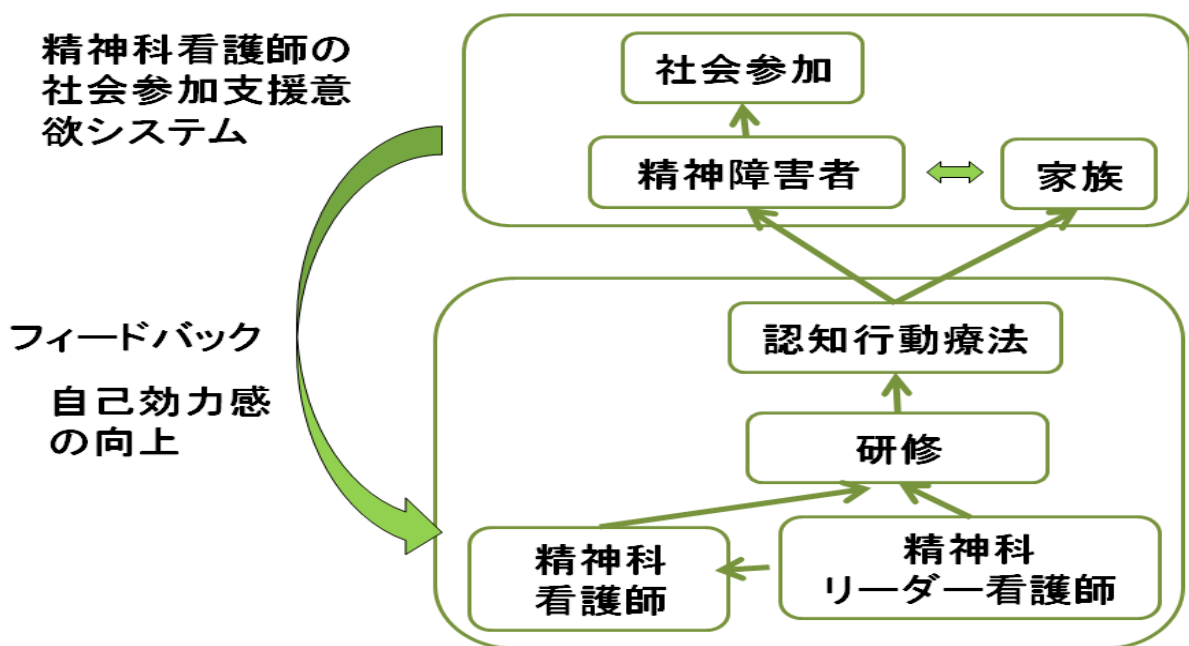 精神科看護師の
社会参加支援意
欲システム
社会参加
精神障害者
家族
フィードバック
自己効力感
の向上
認知行動療法
研修
精神科
看護師
精神科
リーダー看護師